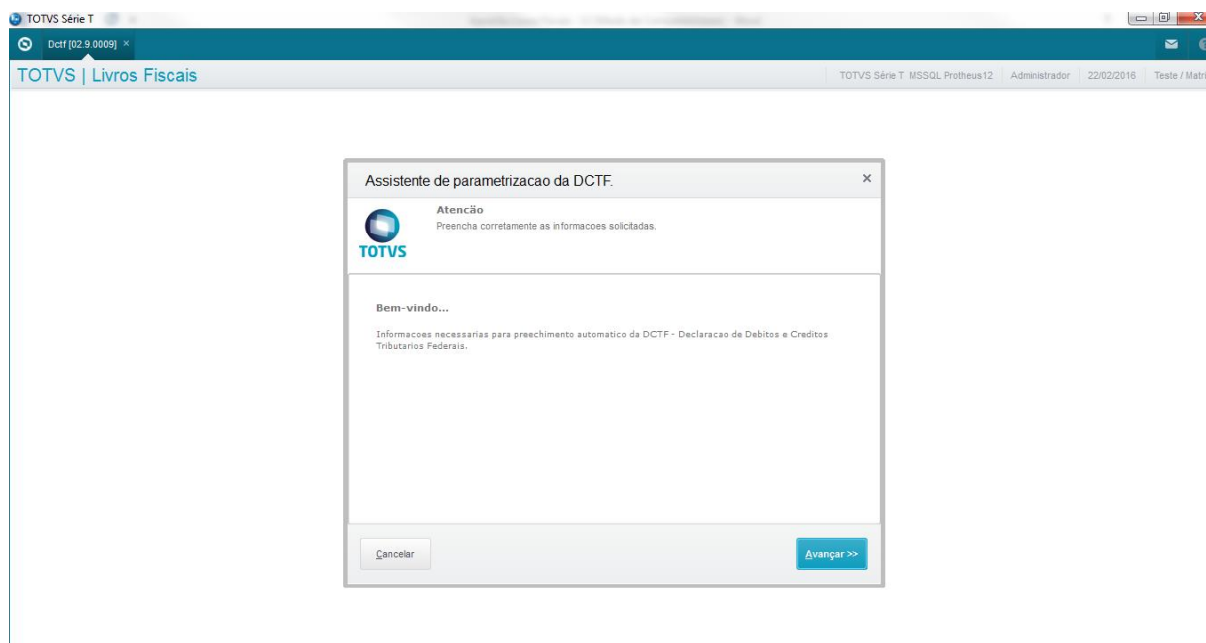 TOTVS Série T
Dctf [02.9.0009] ×
TOTVS | Livros Fiscais
TOTVS Série T MSSQL Protheus12 Administrador 22/02/2016 Teste / Matri
Assistente de parametrizacao da DCTF.
Atencão
Preencha corretamente as informacoes solicitadas.
TOTVS
Bem-vindo...
Informacoes necessarias para preechimento automatico da DCTF - Declaracao de Debitos e Creditos
Tributarios Federais.
Cancelar
Avançar >>